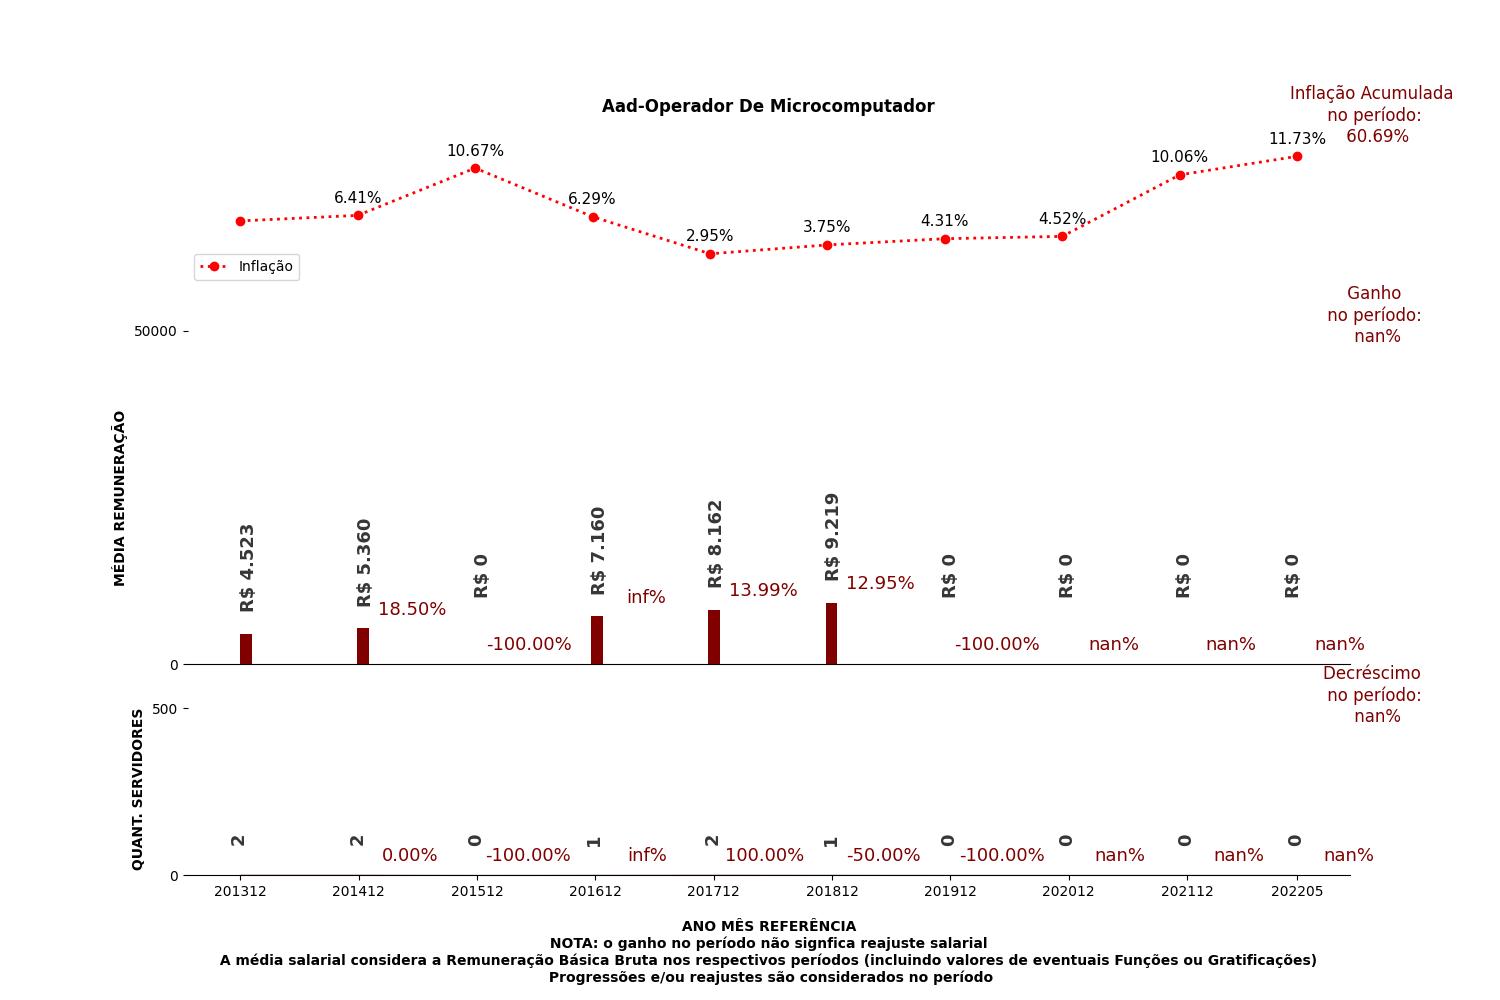 Aad-Operador De Microcomputador
Inflação Acumulada
no período:
60.69%
6.41%
10.67%
6.29%
2.95%
3.75%
4.31%
4.52%
10.06%
11.73%
Inflação
Ganho
no período:
nan%
MÉDIA REMUNERAÇÃO
50000
0
R$ 4.523
R$ 5.360
R$ 0
R$ 7.160
R$ 8.162
R$ 9.219
R$ 0
R$ 0
R$ 0
R$ 0
18.50%
-100.00%
inf%
13.99%
12.95%
-100.00%
nan%
nan%
nan%
Decréscimo
no período:
nan%
QUANT. SERVIDORES
500
0
2
2
0
1
2
1
0
0
0
0
0.00%
-100.00%
inf%
100.00%
-50.00%
-100.00%
nan%
nan%
nan%
201312
201412
201512
201612
201712
201812
201912
202012
202112
202205
ANO MÊS REFERÊNCIA
NOTA: o ganho no período não signfica reajuste salarial
A média salarial considera a Remuneração Básica Bruta nos respectivos períodos (incluindo valores de eventuais Funções ou Gratificações)
Progressões e/ou reajustes são considerados no período